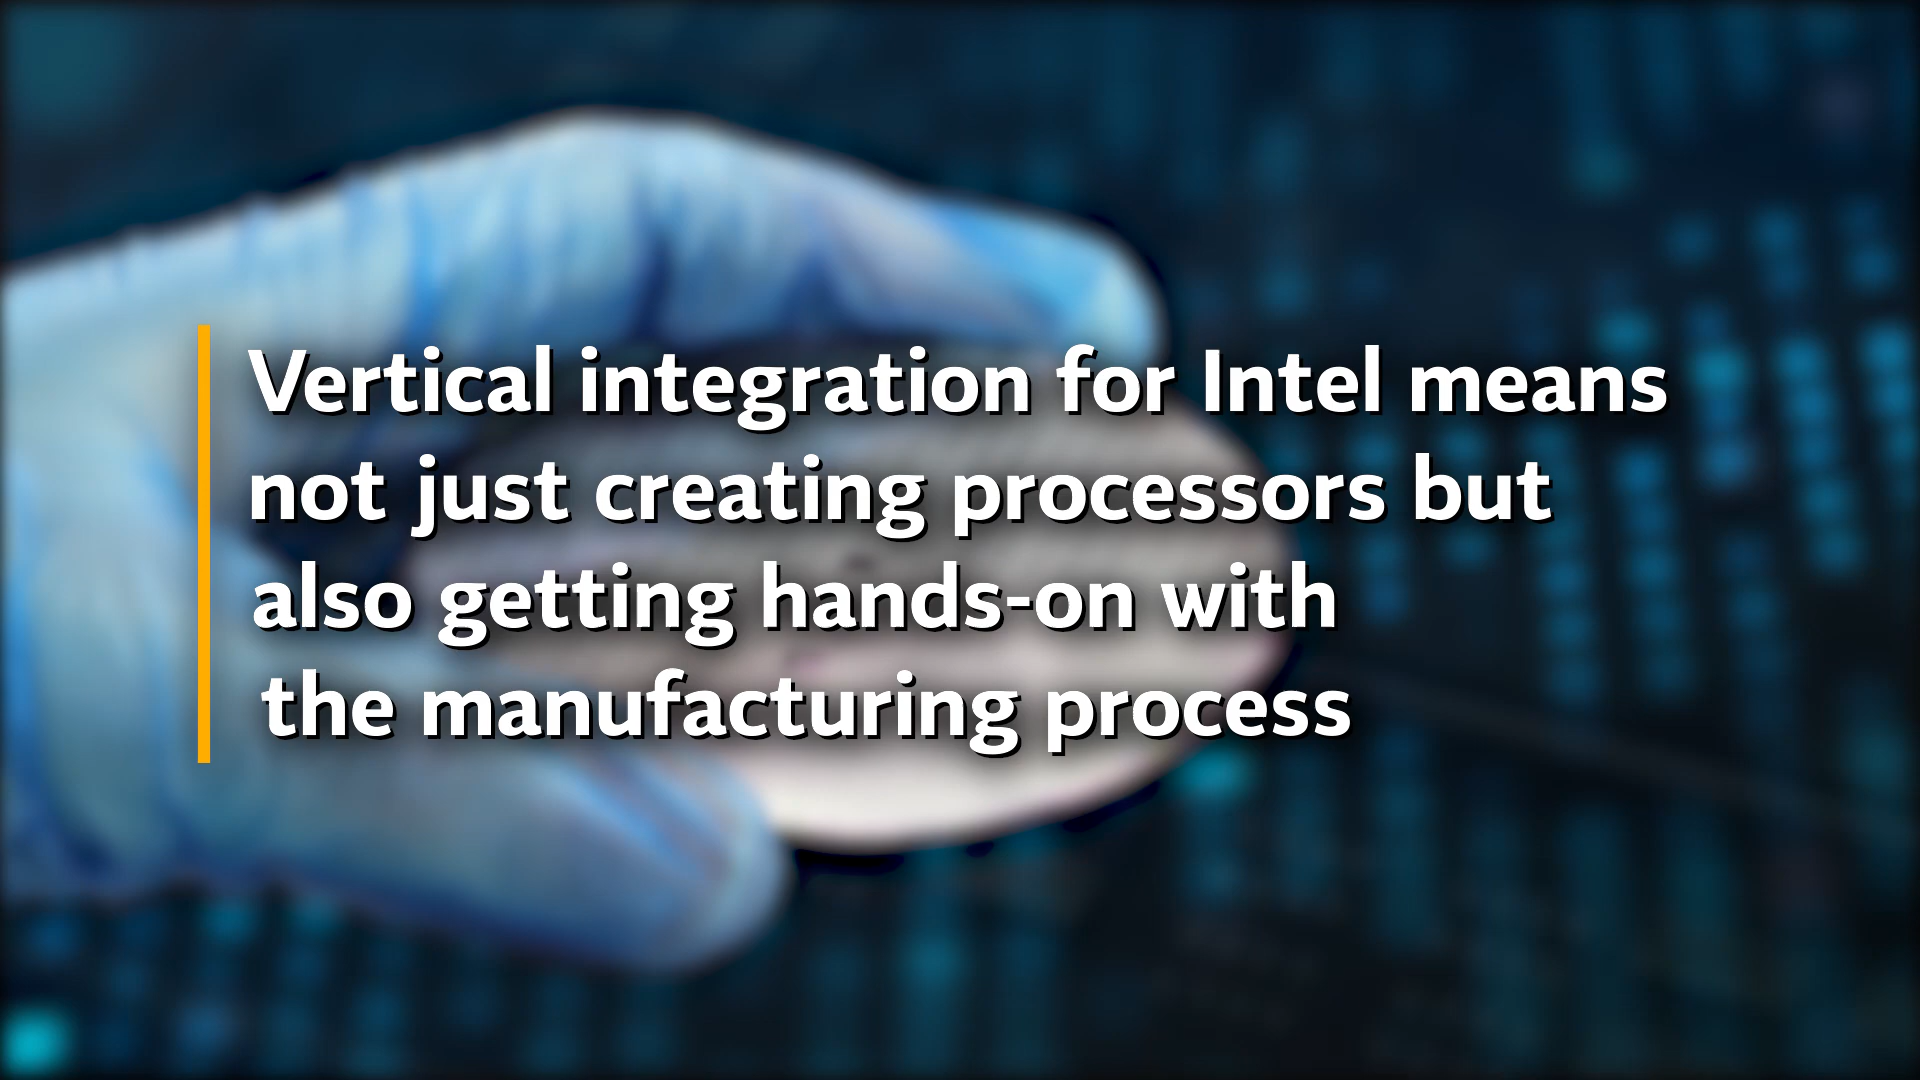 Vertical integration for Intel means
not just creating processors but
also getting hands-on with
the manufacturing process